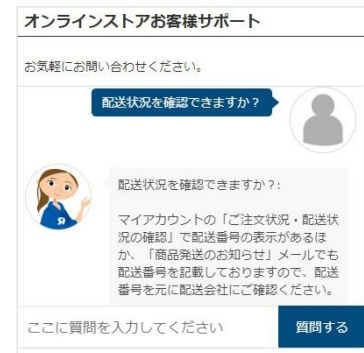 オンラインストアお客様サポート
お気軽にお問い合わせください。
配送状況を確認できますか？
配送状況を確認できますか？:
マイアカウントの「ご注文状況・配送状
況の確認」で配送番号の表示があるほ
か、「商品発送のお知らせ」メールでも
配送番号を記載しておりますので、配送
番号を元に配送会社にご確認ください。
ここに質問を入力してください
質問する